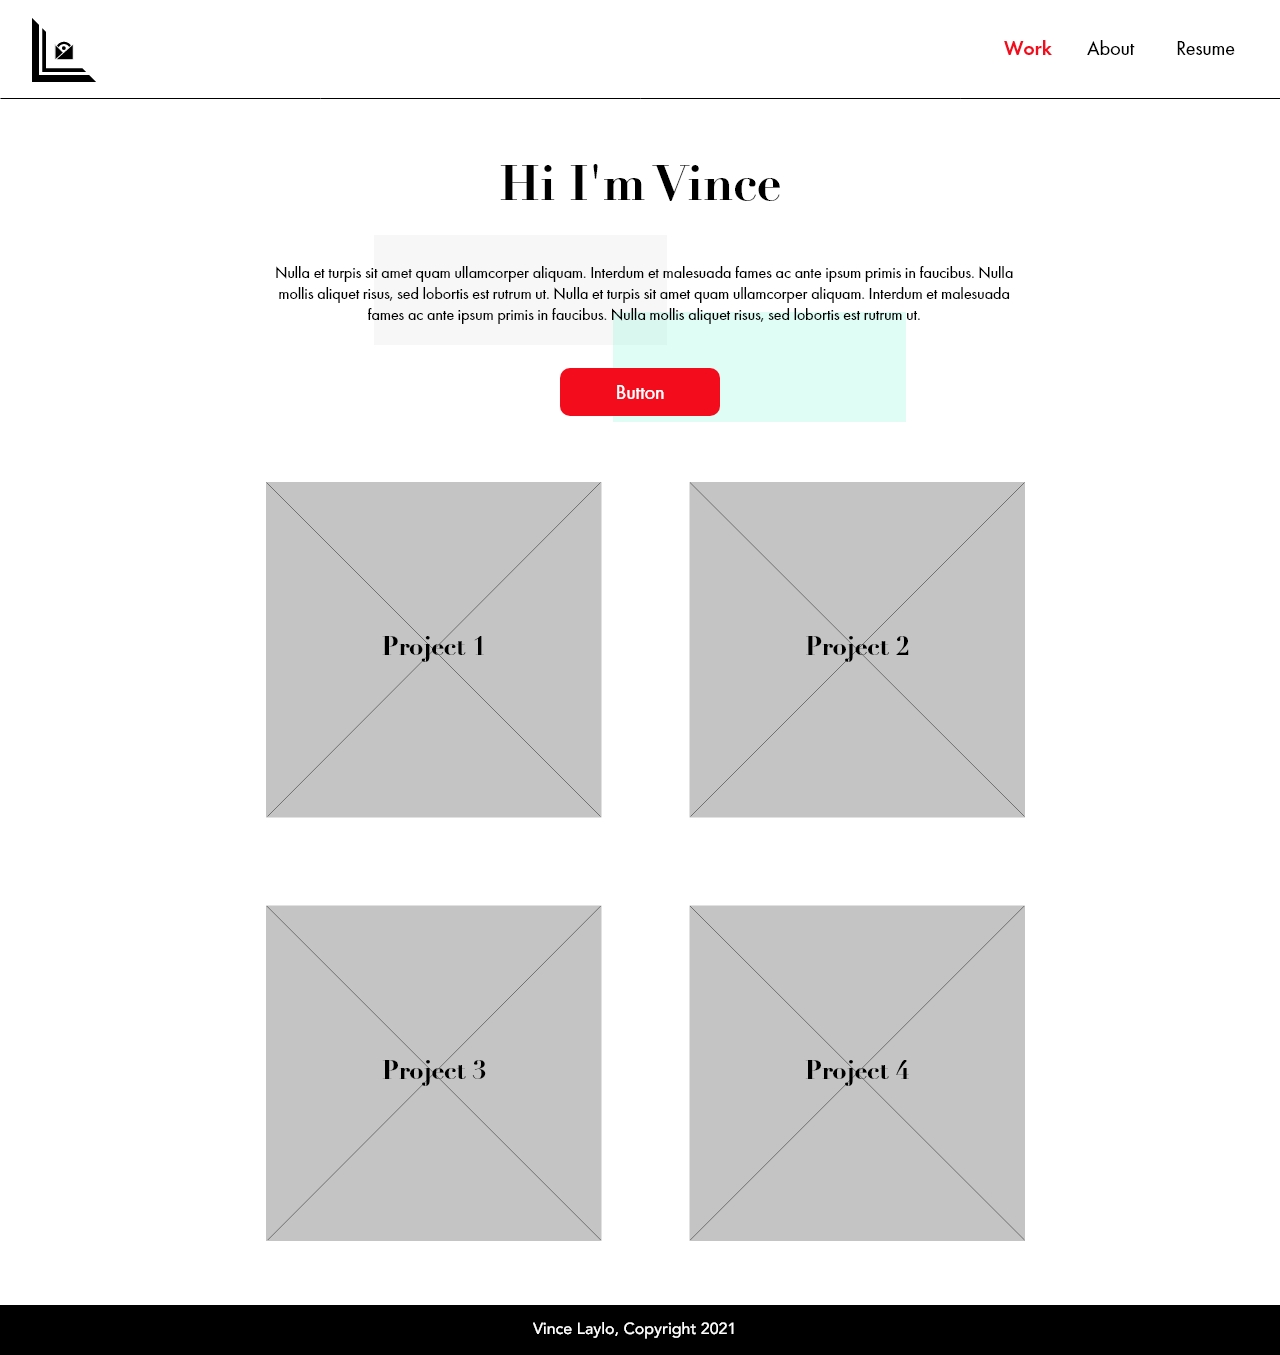 Work About Resume
Hi I'm Vince
Nulla et turpis sit amet quam ullamcorper aliquam. Interdum et malesuada fames ac ante ipsum primis in faucibus. Nulla
mollis aliquet risus, sed lobortis est rutrum ut. Nulla et turpis sit amet quam ullamcorper aliquam. Interdum et malesuada
fames ac ante ipsum primis in faucibus. Nulla mollis aliquet risus, sed lobortis est rutrum ut.
Button
Project 1
Project 2
Project 3
Project 4
Vince Laylo, Copyright 2021